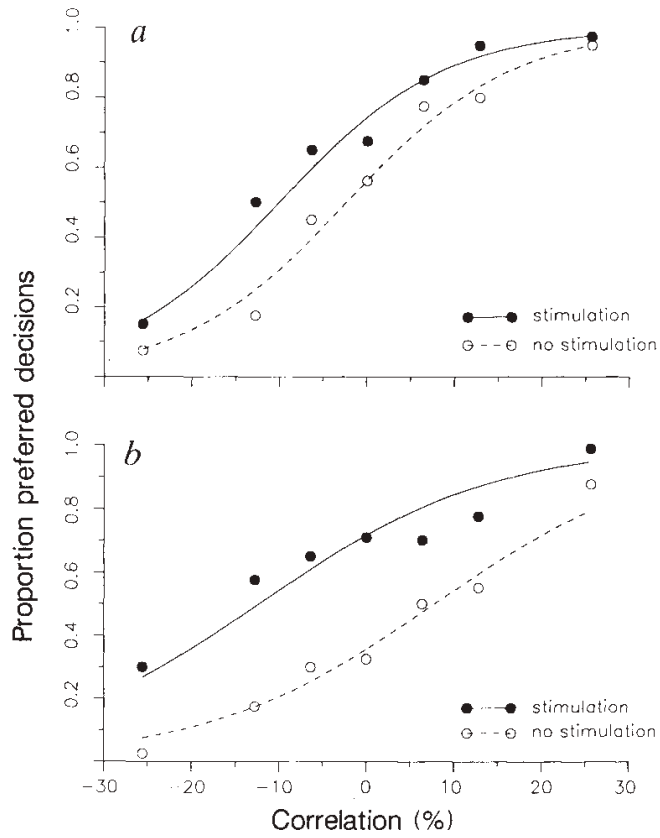 a
1.0
0.8
0.6
0.4
0.2
stimulation
no stimulation
Proportion preferred decisions
b
1.0
0.8
0.6
0.4
0.2
stimulation
no stimulation
-30
-20
-10
0
10
20
30
Correlation (%)